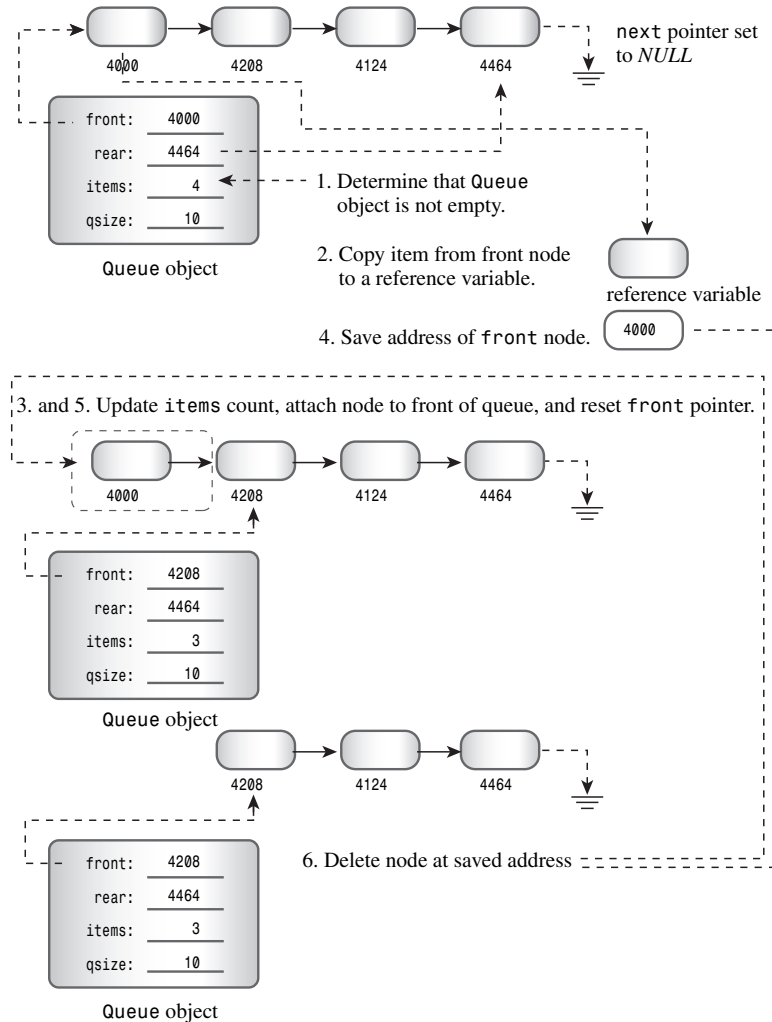 next pointer set
to NULL
4000 4208 4124 4464
front: 4000
rear: 4464
items: 4
qsize: 10
Queue object
1. Determine that Queue
object is not empty.
2. Copy item from front node
to a reference variable.
reference variable
4. Save address of front node.
4000
3. and 5. Update items count, attach node to front of queue, and reset front pointer.
4000 4208 4124 4464
front: 4208
rear: 4464
items: 3
qsize: 10
Queue object
4208 4124 4464
6. Delete node at saved address
front: 4208
rear: 4464
items: 3
qsize: 10
Queue object